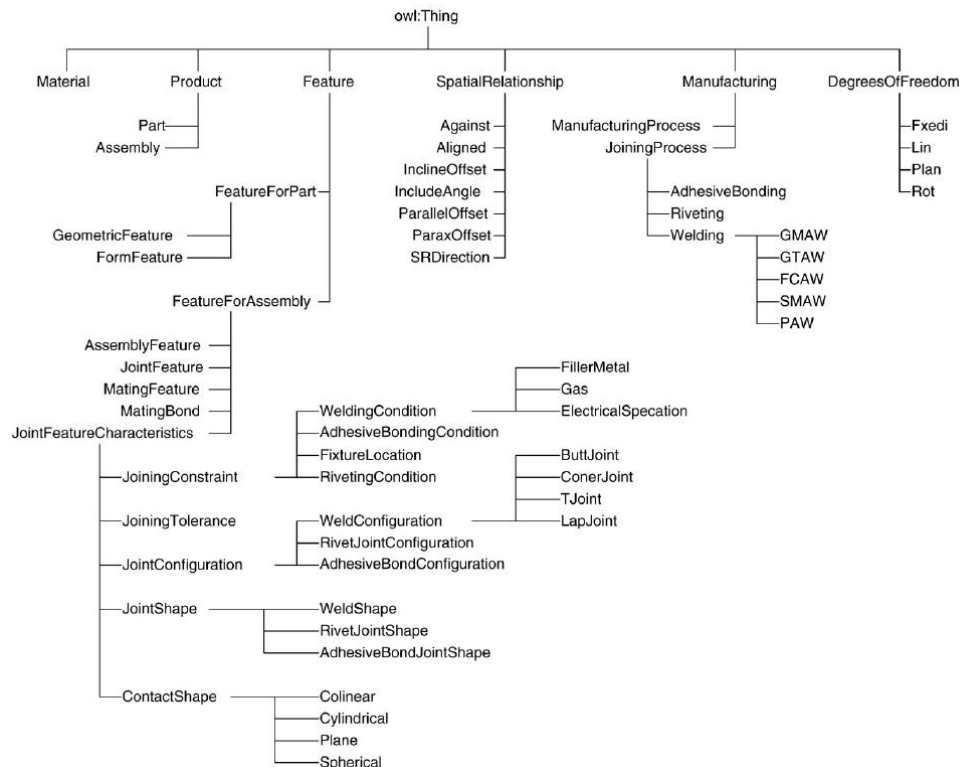 owl:Thing
Material Product Feature SpatialRelationship Manufacturing DegreesOfFreedom
Part
Assembly
FeatureForPart
GeometricFeature
FormFeature
FeatureForAssembly
AssemblyFeature
JointFeature
MatingFeature
MatingBond
JointFeatureCharacteristics
JoiningConstraint
WeldingCondition
FillerMetal
Gas
ElectricalSpecation
AdhesiveBondingCondition
FixtureLocation
RivetingCondition
JoiningTolerance
JointConfiguration
WeldConfiguration
ButtJoint
ConerJoint
TJoint
LapJoint
RivetJointConfiguration
AdhesiveBondConfiguration
JointShape
WeldShape
RivetJointShape
AdhesiveBondJointShape
ContactShape
Colinear
Cylindrical
Plane
Spherical
Against
Aligned
InclineOffset
IncludeAngle
ParallelOffset
ParaxOffset
SRDirection
ManufacturingProcess
JoiningProcess
AdhesiveBonding
Riveting
Welding
GMAW
GTAW
FCAW
SMAW
PAW
Fxedi
Lin
Plan
Rot